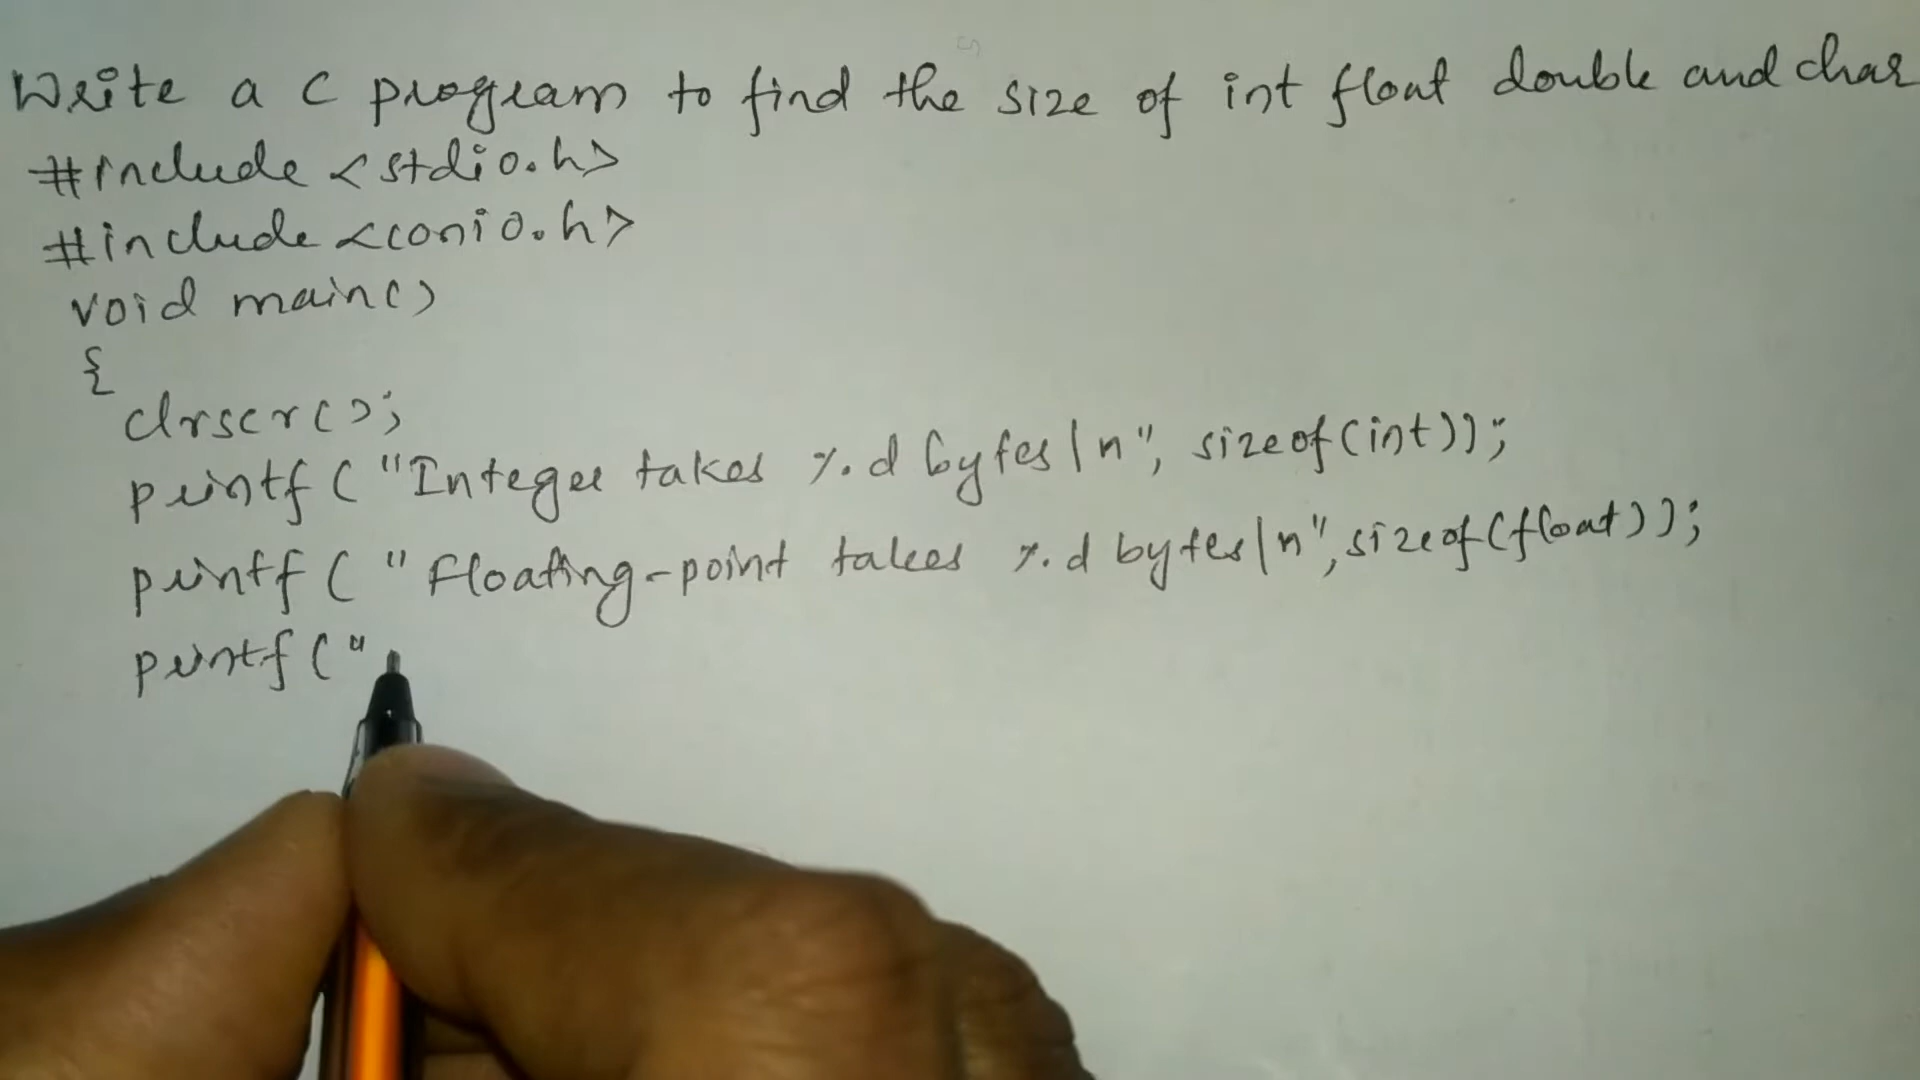 Write a C program to find the size of int float double and char
#include <stdio.h>
#include <conio.h>
void main()
{
clrscr();
printf ("Integer takes %d bytes\n", sizeof(int));
printf ("Floating-point takes %d bytes\n", sizeof(float));
printf ("